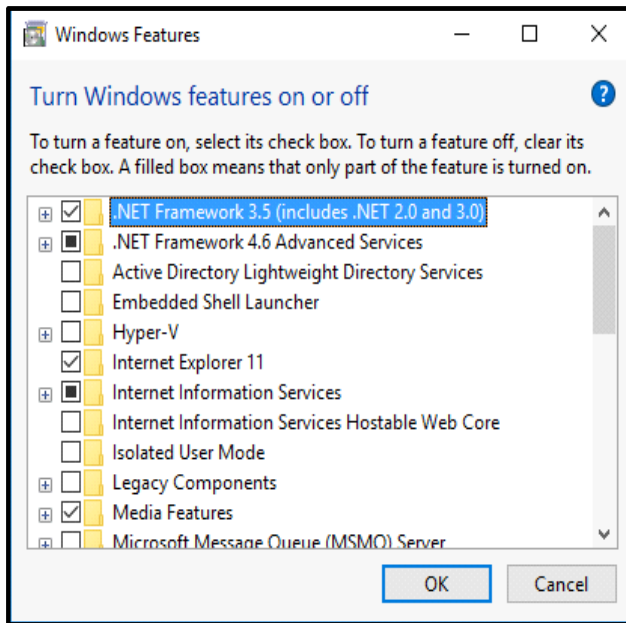 Windows Features
Turn Windows features on or off
To turn a feature on, select its check box. To turn a feature off, clear its
check box. A filled box means that only part of the feature is turned on.
.NET Framework 3.5 (includes .NET 2.0 and 3.0)
.NET Framework 4.6 Advanced Services
Active Directory Lightweight Directory Services
Embedded Shell Launcher
Hyper-V
Internet Explorer 11
Internet Information Services
Internet Information Services Hostable Web Core
Isolated User Mode
Legacy Components
Media Features
Microsoft Message Queue (MSMQ) Server
OK
Cancel